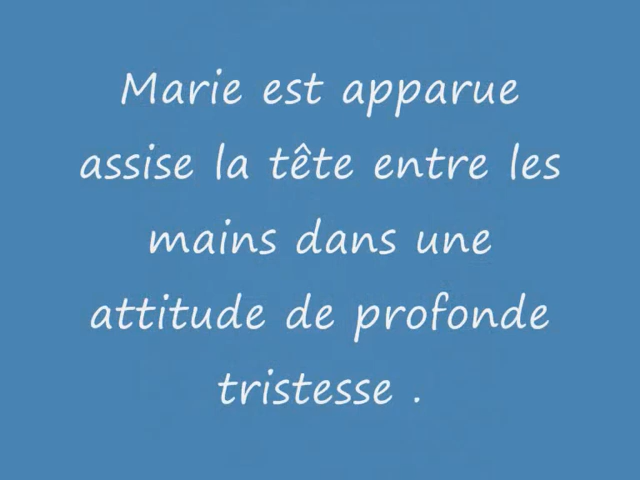 Marie est apparue
assise la tête entre les
mains dans une
attitude de profonde
tristesse .